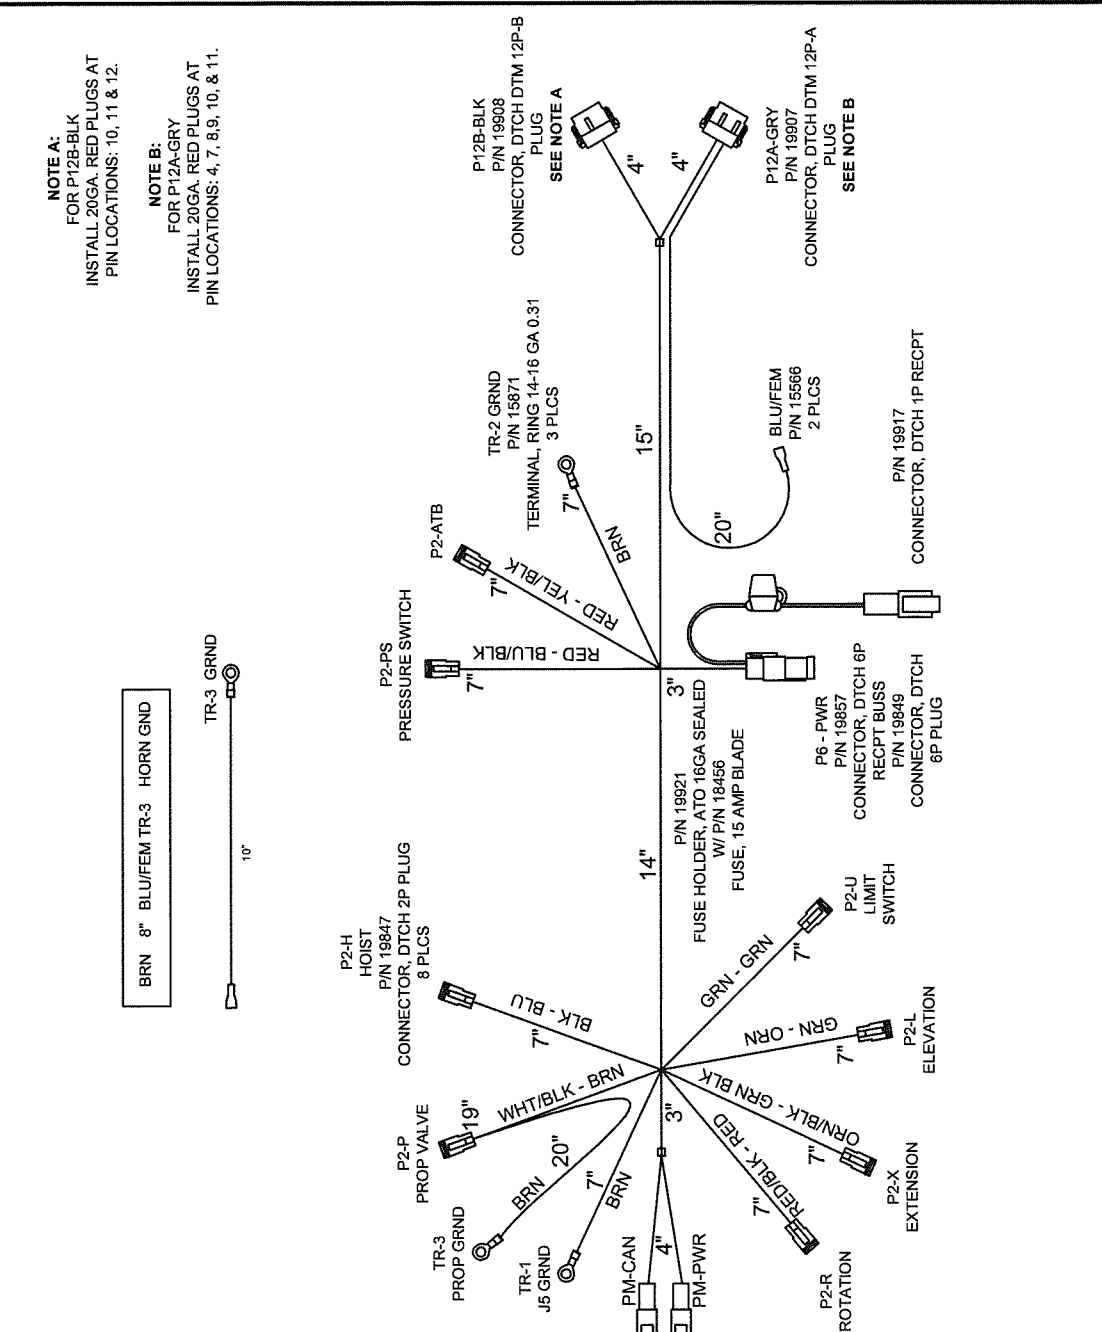 NOTE A:
FOR P12B-BLK
INSTALL 20GA. RED PLUGS AT
PIN LOCATIONS: 10, 11 & 12.
NOTE B:
FOR P12A-GRY
INSTALL 20GA. RED PLUGS AT
PIN LOCATIONS: 4, 7, 8,9, 10, & 11.
BRN 8" BLU/FEM TR-3 HORN GND
TR-3 GRND
10"
P12B-BLK
P/N 19908
CONNECTOR, DTCH DTM 12P-B
PLUG
SEE NOTE A
4"
4"
P12A-GRY
P/N 19907
CONNECTOR, DTCH DTM 12P-A
PLUG
SEE NOTE B
TR-2 GRND
P/N 15871
TERMINAL, RING 14-16 GA 0.31
3 PLCS
7"
BRN
15"
BLU/FEM
P/N 15566
2 PLCS
20"
P/N 19917
CONNECTOR, DTCH 1P RECPT
P2-ATB
7"
RED - YEL/BLK
P2-PS
PRESSURE SWITCH
7"
RED - BLU/BLK
3"
P6 - PWR
P/N 19857
CONNECTOR, DTCH 6P
RECPT BUSS
P/N 19849
CONNECTOR, DTCH
6P PLUG
P/N 19921
FUSE HOLDER, ATO 16GA SEALED
W/ P/N 18456
FUSE, 15 AMP BLADE
14"
P2-H
HOIST
P/N 19847
CONNECTOR, DTCH 2P PLUG
8 PLCS
7"
BLK - BLU
P2-P
PROP VALVE
19"
WHT/BLK - BRN
TR-3
PROP GRND
BRN
20"
TR-1
J5 GRND
7"
BRN
3"
PM-CAN
4"
PM-PWR
GRN - GRN
7"
P2-U
LIMIT
SWITCH
GRN - ORN
7"
P2-L
ELEVATION
ORN/BLK - GRN BLK
7"
P2-X
EXTENSION
RED/BLK - RED
7"
P2-R
ROTATION